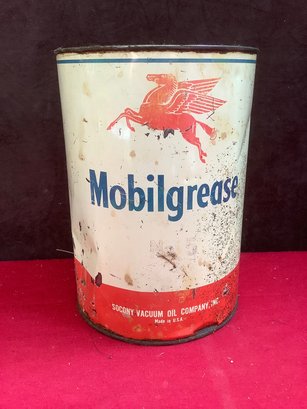 Mobilgrease
SOCONY VACUUM OIL COMPANY, INC.
Made in U.S.A.